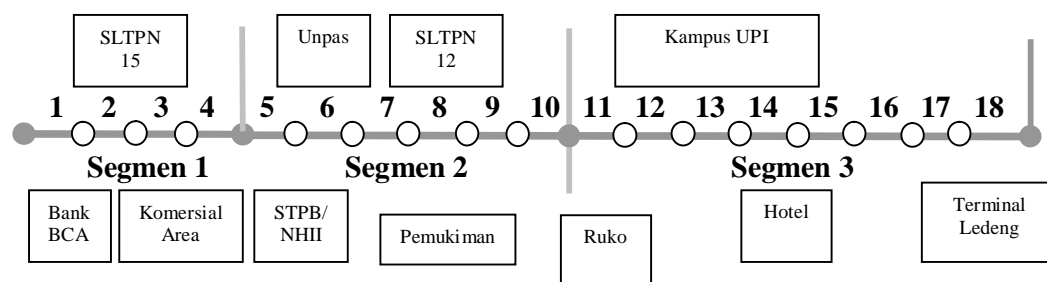 SLTPN
15
Unpas
SLTPN
12
Kampus UPI
1 2 3 4 5 6 7 8 9 10 11 12 13 14 15 16 17 18
Segmen 1 Segmen 2 Segmen 3
Bank
BCA
Komersial
Area
STPB/
NHII
Pemukiman
Ruko
Hotel
Terminal
Ledeng